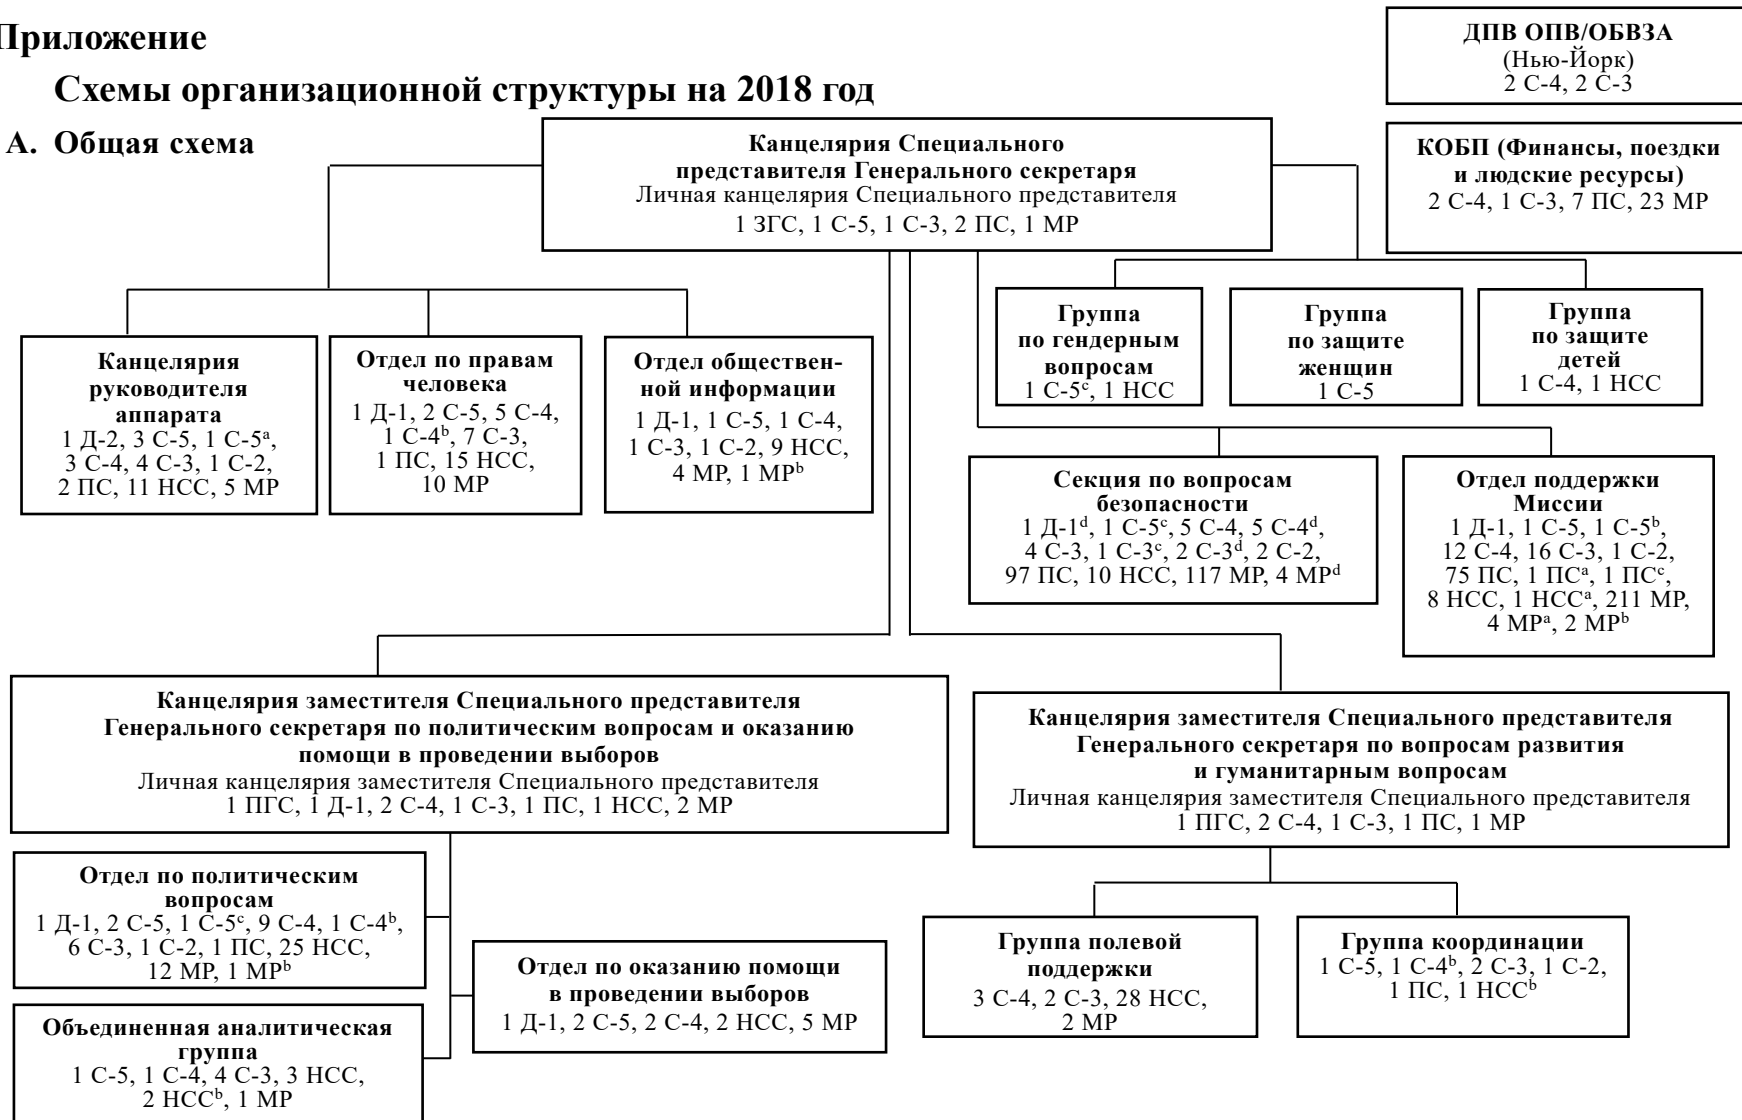 Приложение
Схемы организационной структуры на 2018 год
А. Общая схема
ДПВ ОПВ/ОБВЗА
(Нью-Йорк)
2 С-4, 2 С-3
КОБП (Финансы, поездки
и людские ресурсы)
2 С-4, 1 С-3, 7 ПС, 23 МР
Канцелярия Специального
представителя Генерального секретаря
Личная канцелярия Специального представителя
1 ЗГС, 1 С-5, 1 С-3, 2 ПС, 1 МР
Канцелярия
руководителя
аппарата
1 Д-2, 3 С-5, 1 С-5ᵃ,
3 С-4, 4 С-3, 1 С-2,
2 ПС, 11 НСС, 5 МР
Отдел по правам
человека
1 Д-1, 2 С-5, 5 С-4,
1 С-4ᵇ, 7 С-3,
1 ПС, 15 НСС,
10 МР
Отдел обществен-
ной информации
1 Д-1, 1 С-5, 1 С-4,
1 С-3, 1 С-2, 9 НСС,
4 МР, 1 МРᵇ
Группа
по гендерным
вопросам
1 С-5ᶜ, 1 НСС
Группа
по защите
женщин
1 С-5
Группа
по защите
детей
1 С-4, 1 НСС
Секция по вопросам
безопасности
1 Д-1ᵈ, 1 С-5ᶜ, 5 С-4, 5 С-4ᵈ,
4 С-3, 1 С-3ᶜ, 2 С-3ᵈ, 2 С-2,
97 ПС, 10 НСС, 117 МР, 4 МРᵈ
Отдел поддержки
Миссии
1 Д-1, 1 С-5, 1 С-5ᵇ,
12 С-4, 16 С-3, 1 С-2,
75 ПС, 1 ПСᵃ, 1 ПСᶜ,
8 НСС, 1 НССᵃ, 211 МР,
4 МРᵃ, 2 МРᵇ
Канцелярия заместителя Специального представителя
Генерального секретаря по политическим вопросам и оказанию
помощи в проведении выборов
Личная канцелярия заместителя Специального представителя
1 ПГС, 1 Д-1, 2 С-4, 1 С-3, 1 ПС, 1 НСС, 2 МР
Канцелярия заместителя Специального представителя
Генерального секретаря по вопросам развития
и гуманитарным вопросам
Личная канцелярия заместителя Специального представителя
1 ПГС, 2 С-4, 1 С-3, 1 ПС, 1 МР
Отдел по политическим
вопросам
1 Д-1, 2 С-5, 1 С-5ᶜ, 9 С-4, 1 С-4ᵇ,
6 С-3, 1 С-2, 1 ПС, 25 НСС,
12 МР, 1 МРᵇ
Отдел по оказанию помощи
в проведении выборов
1 Д-1, 2 С-5, 2 С-4, 2 НСС, 5 МР
Объединенная аналитическая
группа
1 С-5, 1 С-4, 4 С-3, 3 НСС,
2 НССᵇ, 1 МР
Группа полевой
поддержки
3 С-4, 2 С-3, 28 НСС,
2 МР
Группа координации
1 С-5, 1 С-4ᵇ, 2 С-3, 1 С-2,
1 ПС, 1 НССᵇ